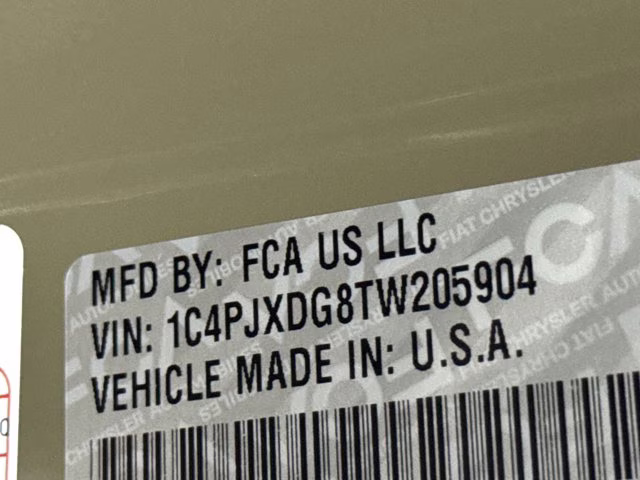 MFD BY: FCA US LLC
VIN: 1C4PJXDG8TW205904
VEHICLE MADE IN: U.S.A.